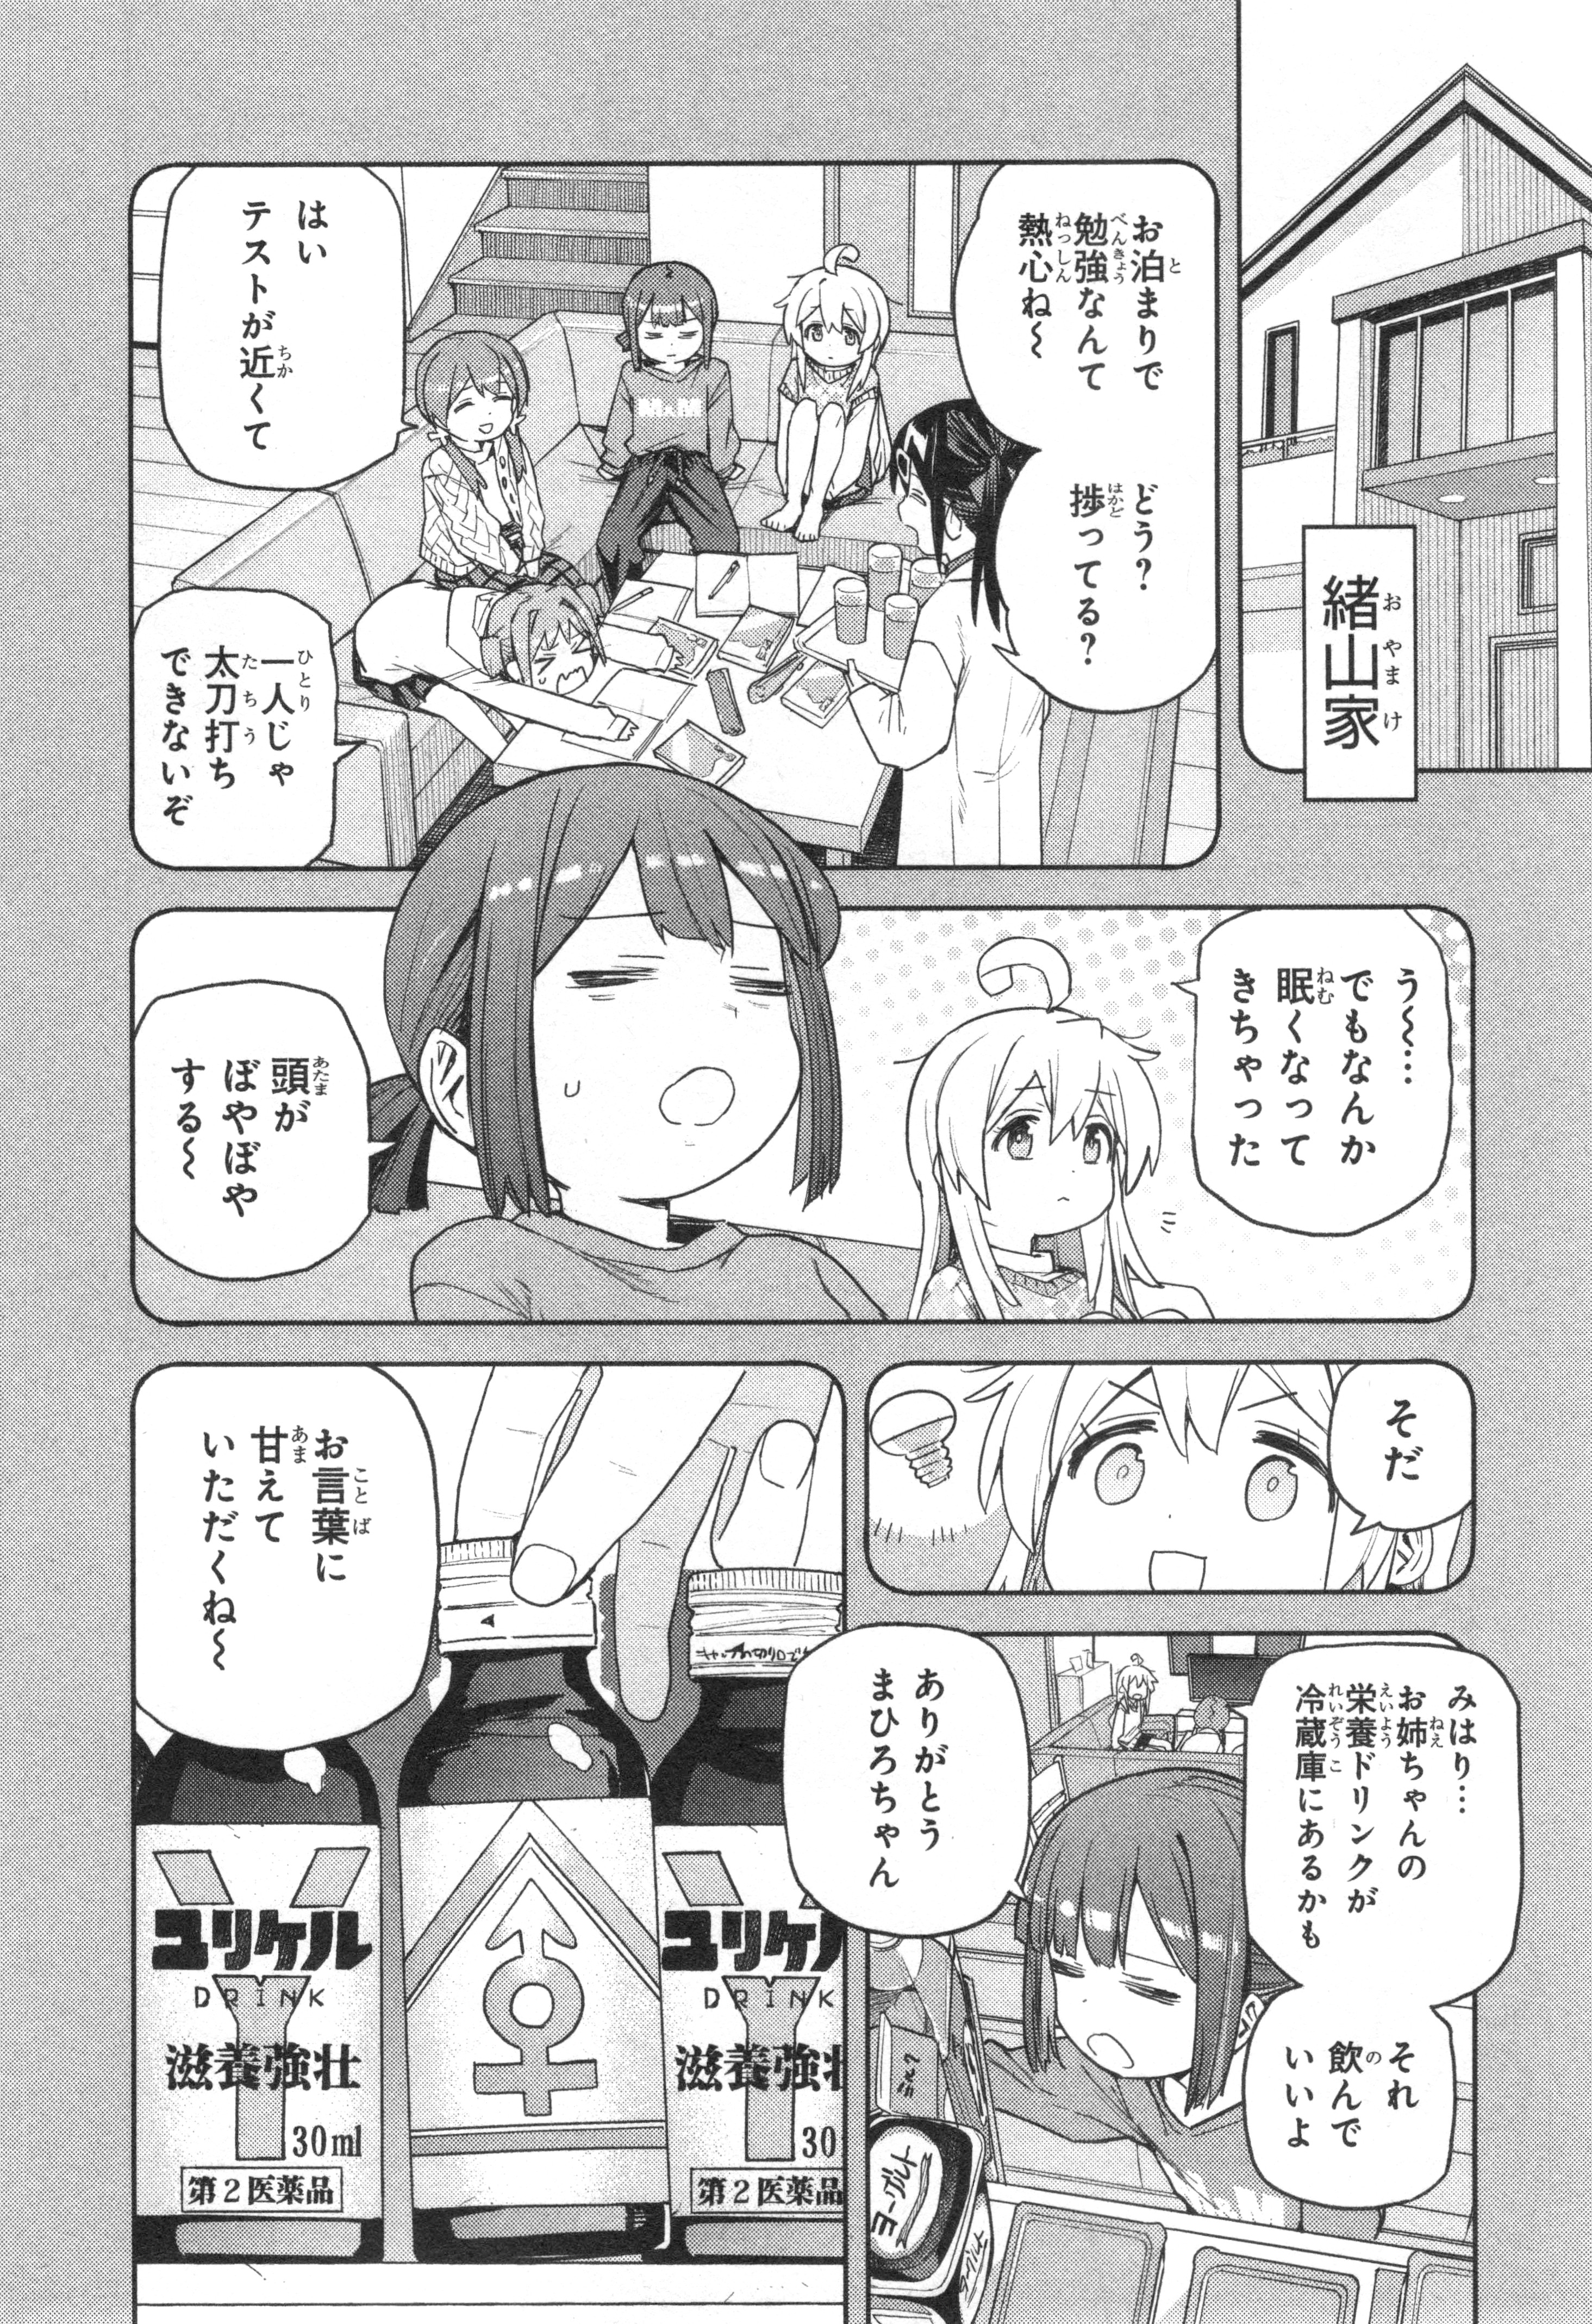 緒山家
お泊まりで
勉強なんて
熱心ね〜
どう?
捗ってる?
はい
テストが近くて
一人じゃ
太刀打ち
できないぞ
う〜…
でもなんか
眠くなって
きちゃった
頭が
ぼやぼや
する〜
そだ
みはり…
お姉ちゃんの
栄養ドリンクが
冷蔵庫にあるかも
それ
飲んで
いいよ
ありがとう
まひろちゃん
ヨーグルト
お言葉に
甘えて
いただくね〜
ユリケル
DRINK
滋養強壮
30ml
第2医薬品
ユリケル
DRINK
滋養強壮
30
第2医薬品